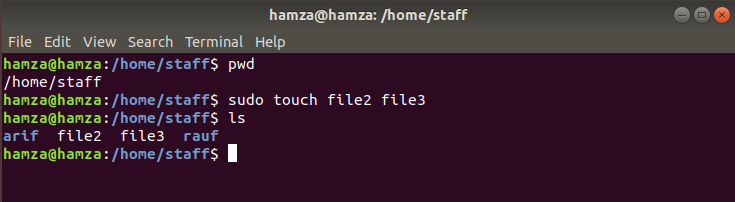 hamza@hamza: /home/staff
File Edit View Search Terminal Help
hamza@hamza:/home/staff$ pwd
/home/staff
hamza@hamza:/home/staff$ sudo touch file2 file3
hamza@hamza:/home/staff$ ls
arif  file2  file3  rauf
hamza@hamza:/home/staff$